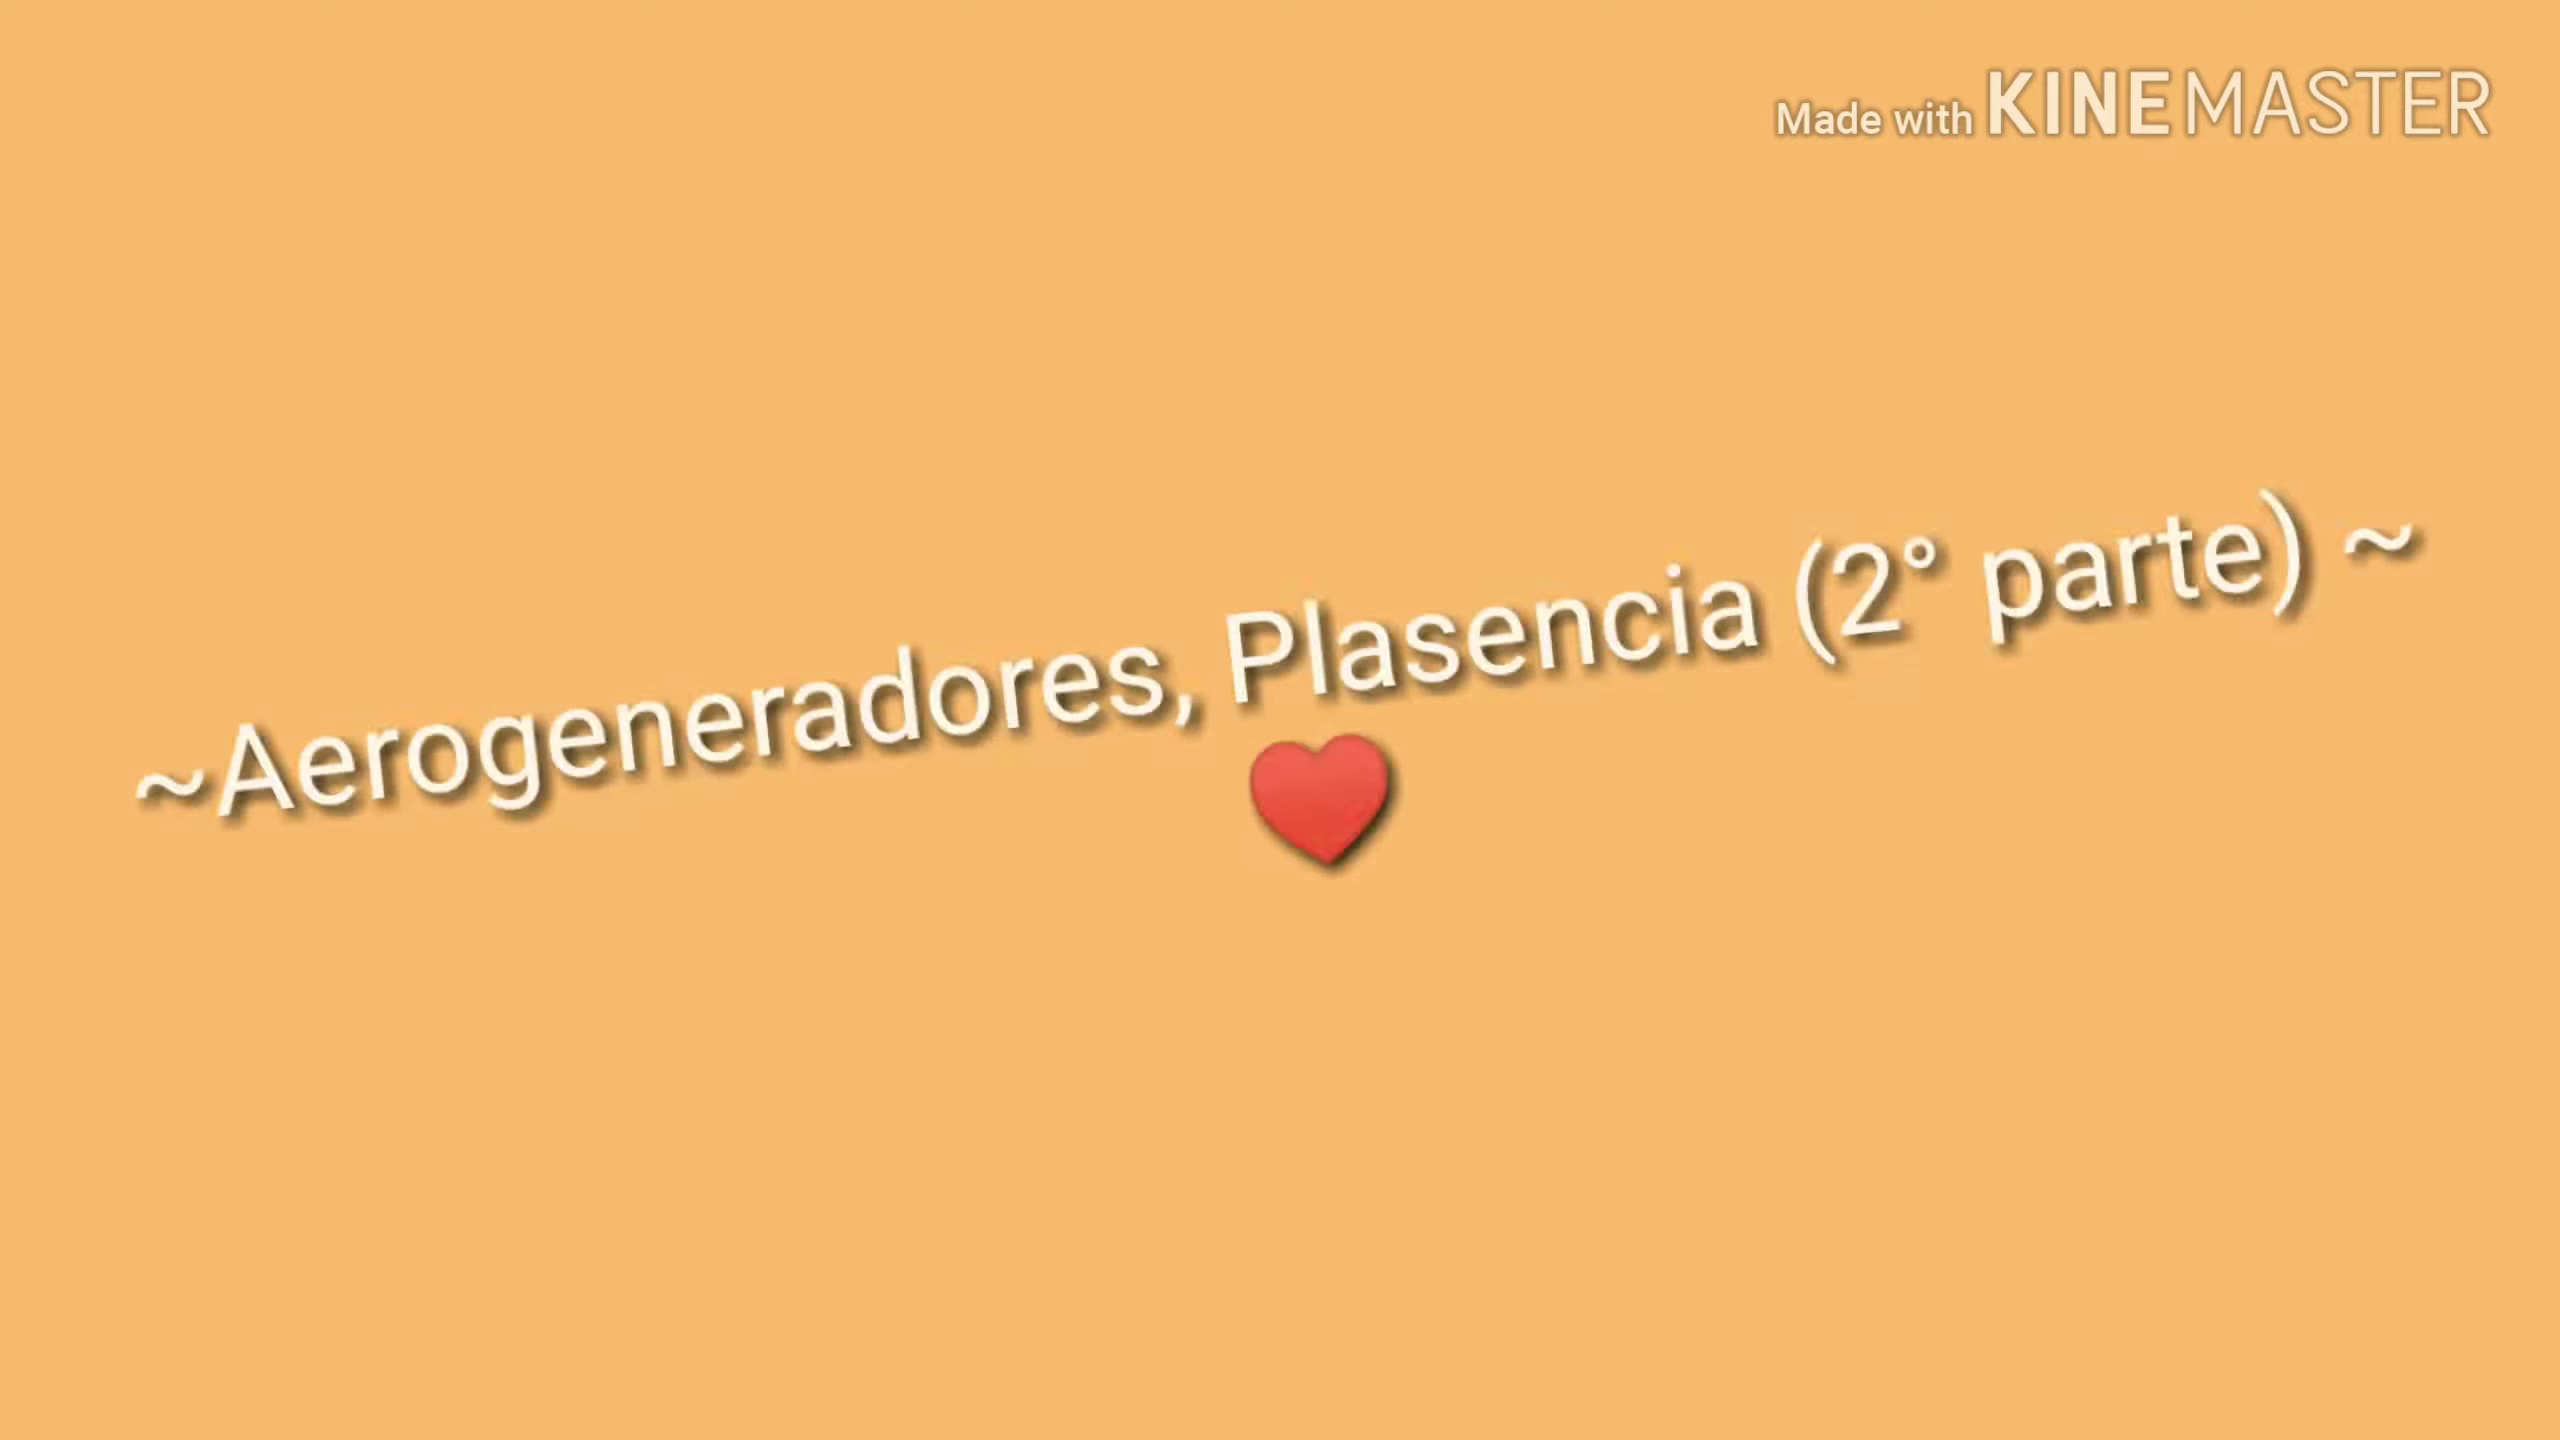 Made with KINEMASTER
~Aerogeneradores, Plasencia (2° parte) ~
♥